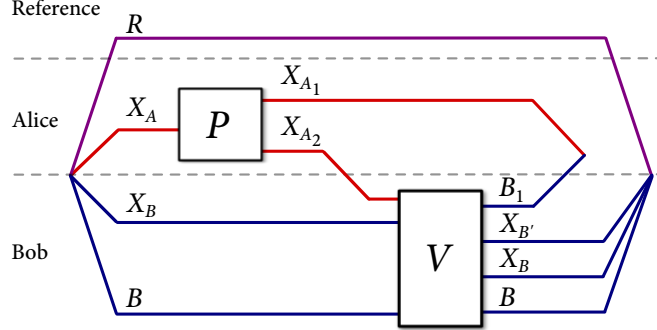 Reference
R
X_{A_1}
X_A
P
Alice
X_{A_2}
B_1
X_B
X_{B'}
Bob
V
X_B
B
B